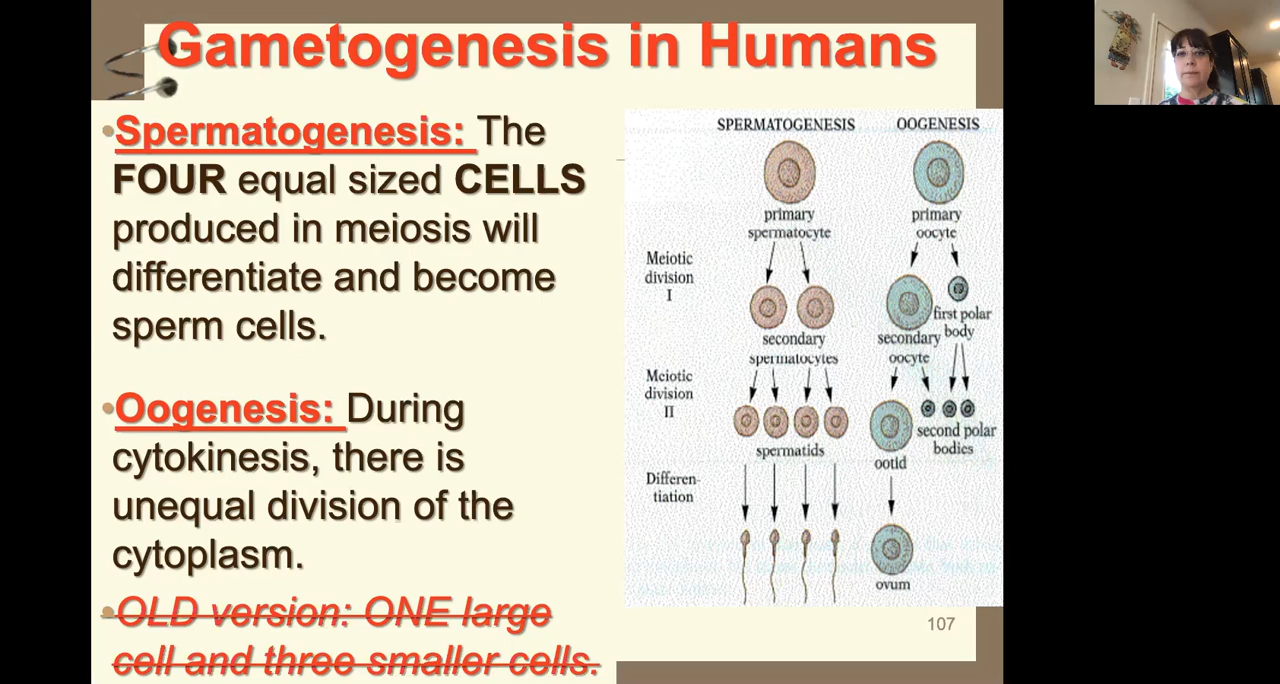 Gametogenesis in Humans
•Spermatogenesis: The
FOUR equal sized CELLS
produced in meiosis will
differentiate and become
sperm cells.
•Oogenesis: During
cytokinesis, there is
unequal division of the
cytoplasm.
•OLD version: ONE large
cell and three smaller cells.
SPERMATOGENESIS
OOGENESIS
primary
spermatocyte
primary
oocyte
Meiotic
division
I
secondary
spermatocytes
secondary
oocyte
first polar
body
Meiotic
division
II
spermatids
ootid
second polar
bodies
Differen-
tiation
ovum
107